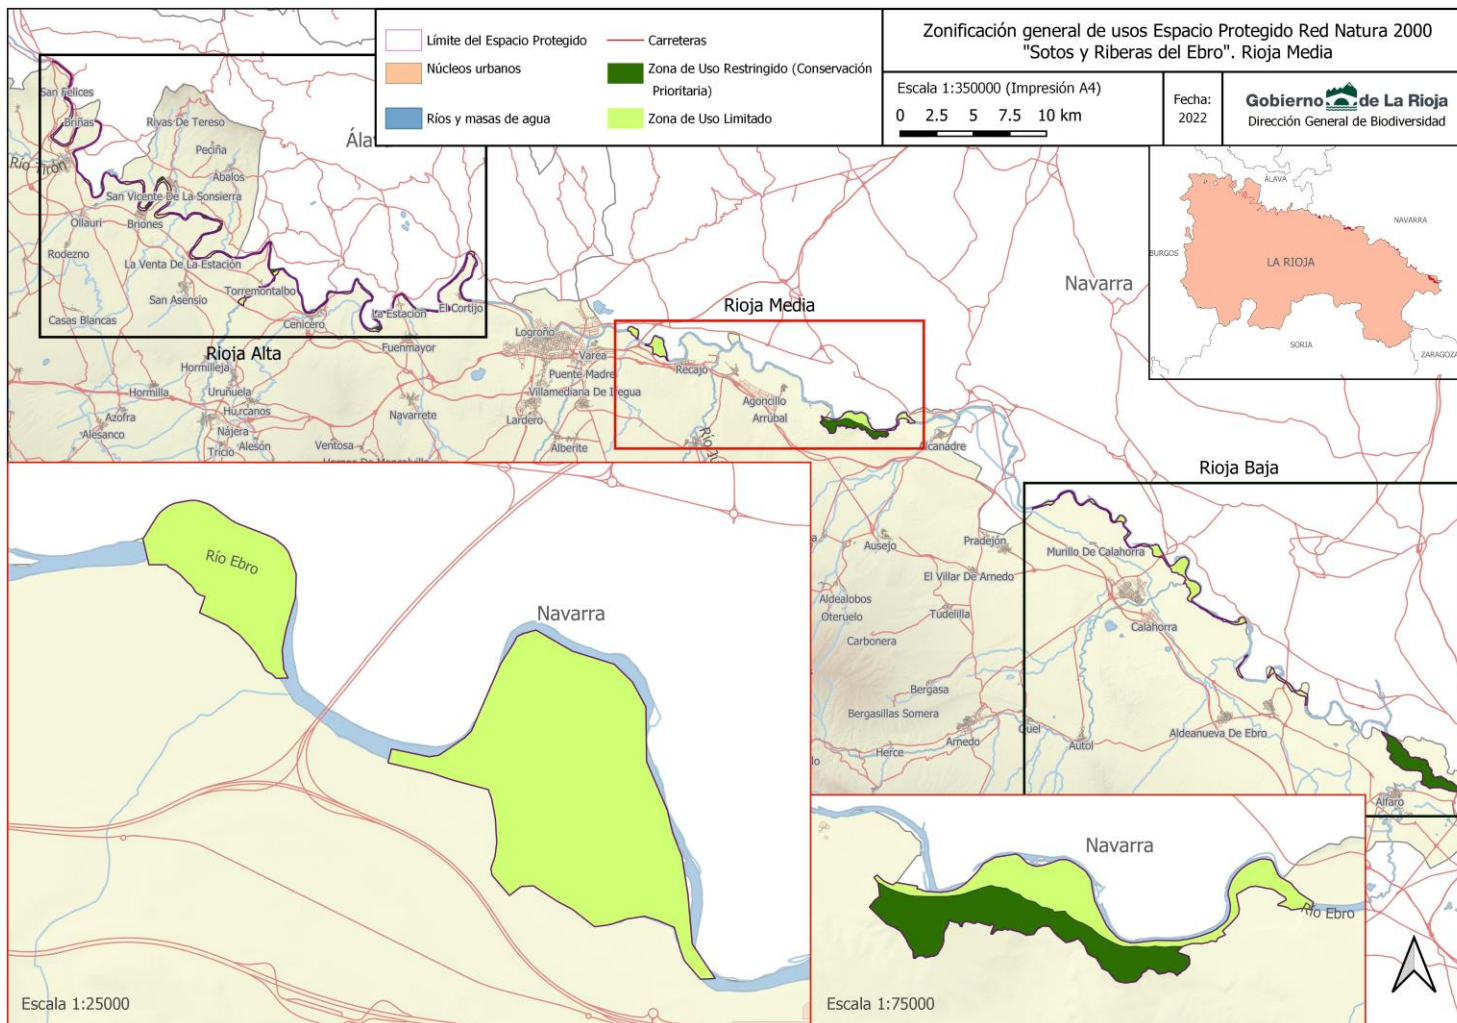 Límite del Espacio Protegido
Carreteras
Núcleos urbanos
Zona de Uso Restringido (Conservación
Prioritaria)
Ríos y masas de agua
Zona de Uso Limitado
Zonificación general de usos Espacio Protegido Red Natura 2000
"Sotos y Riberas del Ebro". Rioja Media
Escala 1:350000 (Impresión A4)
0 2.5 5 7.5 10 km
Fecha:
2022
Gobierno de La Rioja
Dirección General de Biodiversidad
ÁLAVA
NAVARRA
BURGOS
LA RIOJA
SORIA
ZARAGOZA
San Felices
Briñas
Rivas De Tereso
Peciña
Río Tirón
Ábalos
San Vicente De La Sonsierra
Ollauri
Briones
Rodezno
La Venta De La Estación
San Asensio
Torremontalbo
Casas Blancas
Cenicero
La Estación
El Cortijo
Rioja Alta
Fuenmayor
Hormilleja
Hormilla
Uruñuela
Huércanos
Azofra
Alesanco
Nájera
Alesón
Tricio
Ventosa
Navarrete
Logroño
Varea
Puente Madre
Villamediana De Iregua
Lardero
Alberite
Rioja Media
Recajo
Agoncillo
Arrúbal
Navarra
Alcanadre
Rioja Baja
Ausejo
Pradejón
Murillo De Calahorra
El Villar De Arnedo
Aldealobos
Oteruelo
Tudelilla
Carbonera
Calahorra
Bergasa
Bergasillas Somera
Arnedo
Quel
Autol
Aldeanueva De Ebro
Herce
Alfaro
Río Ebro
Navarra
Escala 1:25000
Navarra
Río Ebro
Escala 1:75000